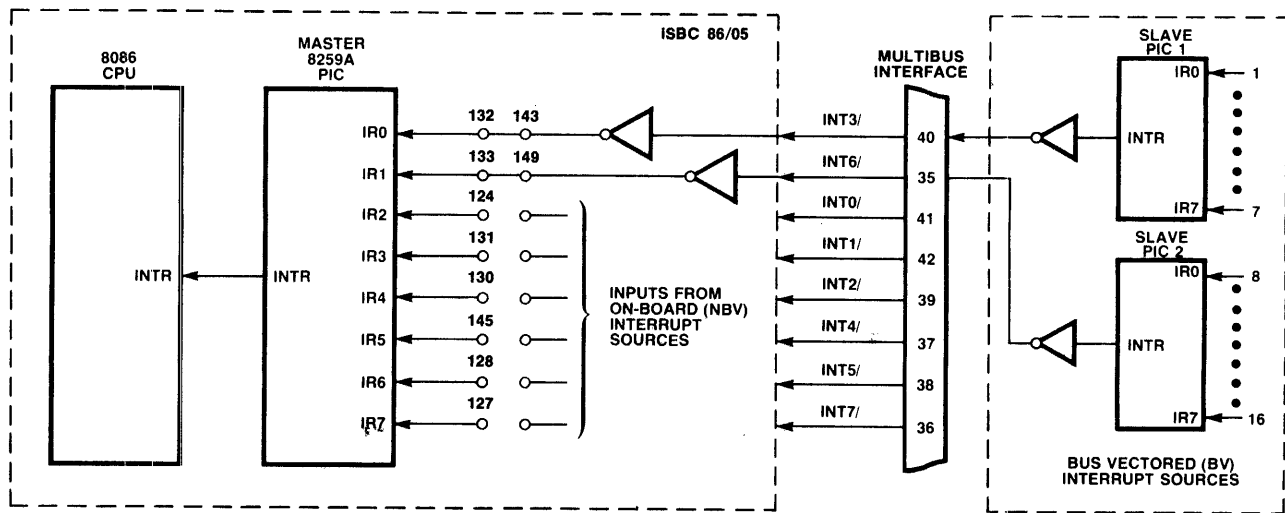 ISBC 86/05
8086
CPU
INTR
MASTER
8259A
PIC
INTR
IR0
IR1
IR2
IR3
IR4
IR5
IR6
IR7
132 143
133 149
124
131
130
145
128
127
INPUTS FROM
ON-BOARD (NBV)
INTERRUPT
SOURCES
MULTIBUS
INTERFACE
INT3/ 40
INT6/ 35
INT0/ 41
INT1/ 42
INT2/ 39
INT4/ 37
INT5/ 38
INT7/ 36
SLAVE
PIC 1
IR0 1
INTR
IR7 7
SLAVE
PIC 2
IR0 8
INTR
IR7 16
BUS VECTORED (BV)
INTERRUPT SOURCES